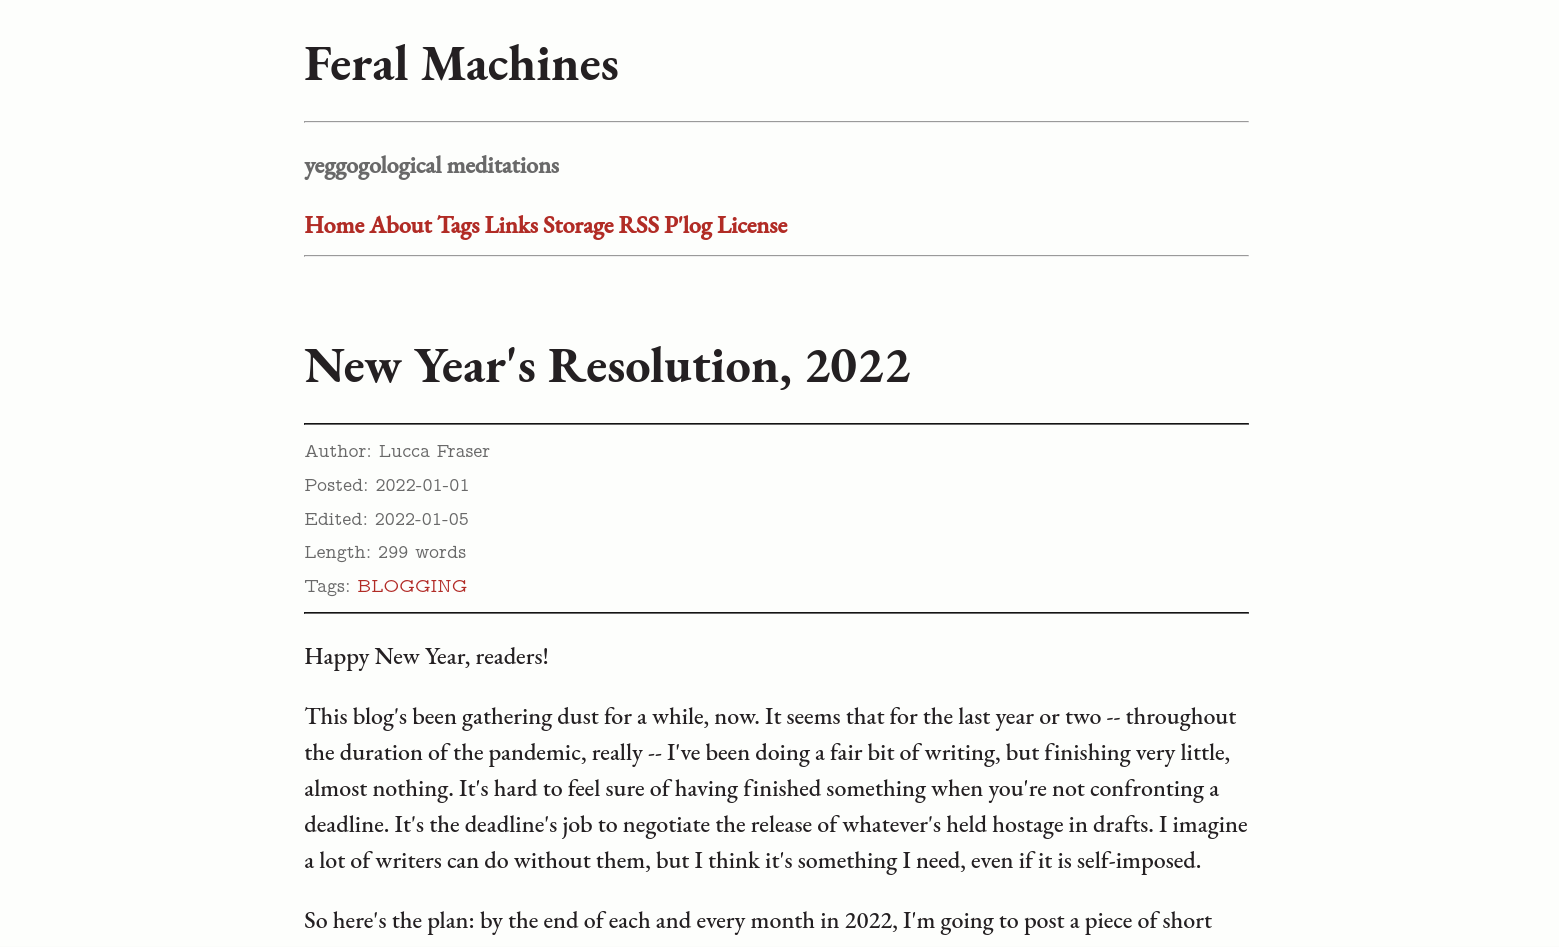 Feral Machines
yeggogological meditations
Home About Tags Links Storage RSS P'log License
New Year's Resolution, 2022
Author: Lucca Fraser
Posted: 2022-01-01
Edited: 2022-01-05
Length: 299 words
Tags: BLOGGING
Happy New Year, readers!
This blog's been gathering dust for a while, now. It seems that for the last year or two -- throughout
the duration of the pandemic, really -- I've been doing a fair bit of writing, but finishing very little,
almost nothing. It's hard to feel sure of having finished something when you're not confronting a
deadline. It's the deadline's job to negotiate the release of whatever's held hostage in drafts. I imagine
a lot of writers can do without them, but I think it's something I need, even if it is self-imposed.
So here's the plan: by the end of each and every month in 2022, I'm going to post a piece of short